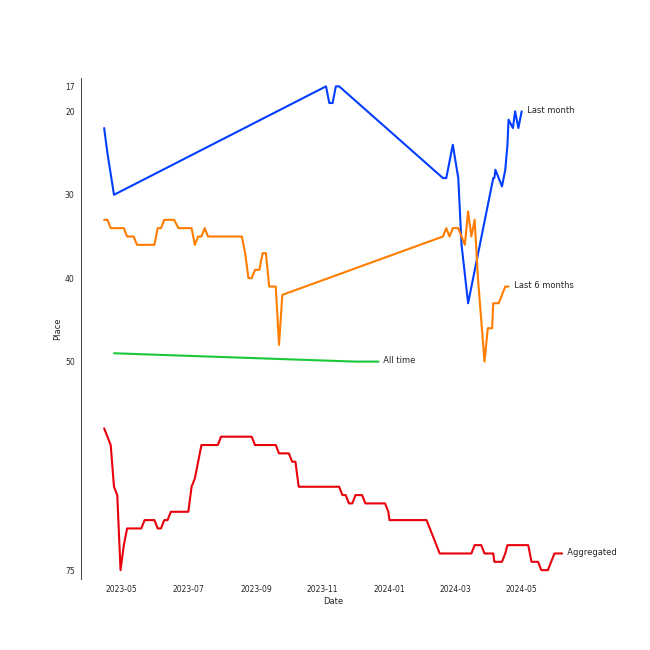 17
20
Last month
30
40
Last 6 months
Place
50
All time
Aggregated
75
2023-05 2023-07 2023-09 2023-11 2024-01 2024-03 2024-05
Date